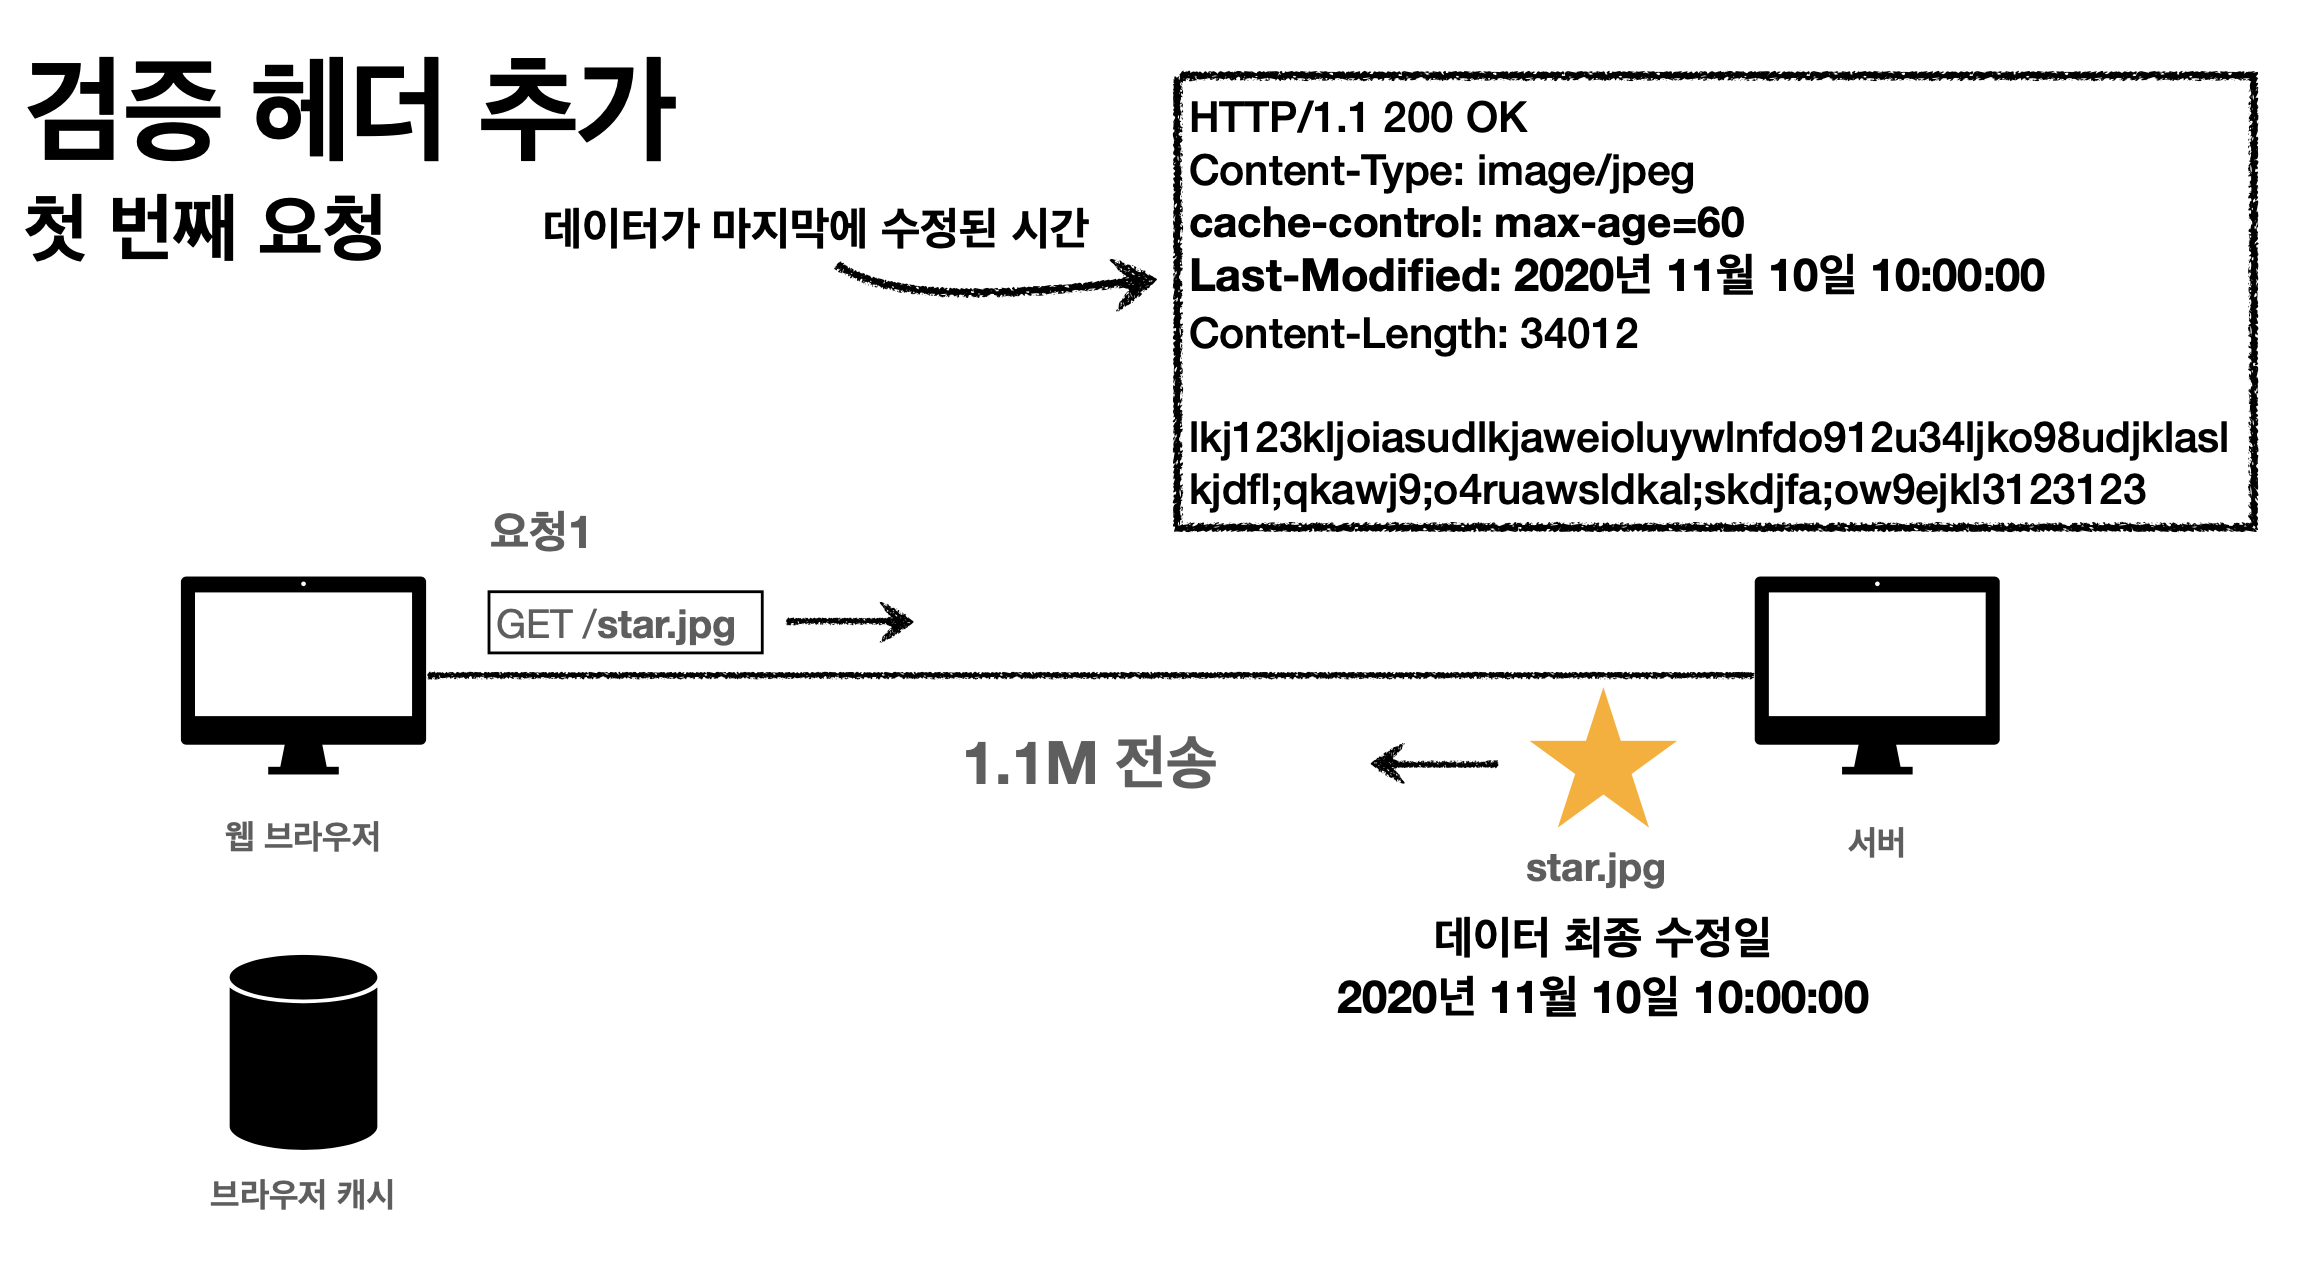 검증 헤더 추가
첫 번째 요청
데이터가 마지막에 수정된 시간
HTTP/1.1 200 OK
Content-Type: image/jpeg
cache-control: max-age=60
Last-Modified: 2020년 11월 10일 10:00:00
Content-Length: 34012
lkj123kljoiasudlkjaweioluywlnfdo912u34ljko98udjklasl
kjdfl;qkawj9;o4ruawsldkal;skdjfa;ow9ejkl3123123
요청1
GET /star.jpg
1.1M 전송
웹 브라우저
서버
star.jpg
데이터 최종 수정일
2020년 11월 10일 10:00:00
브라우저 캐시